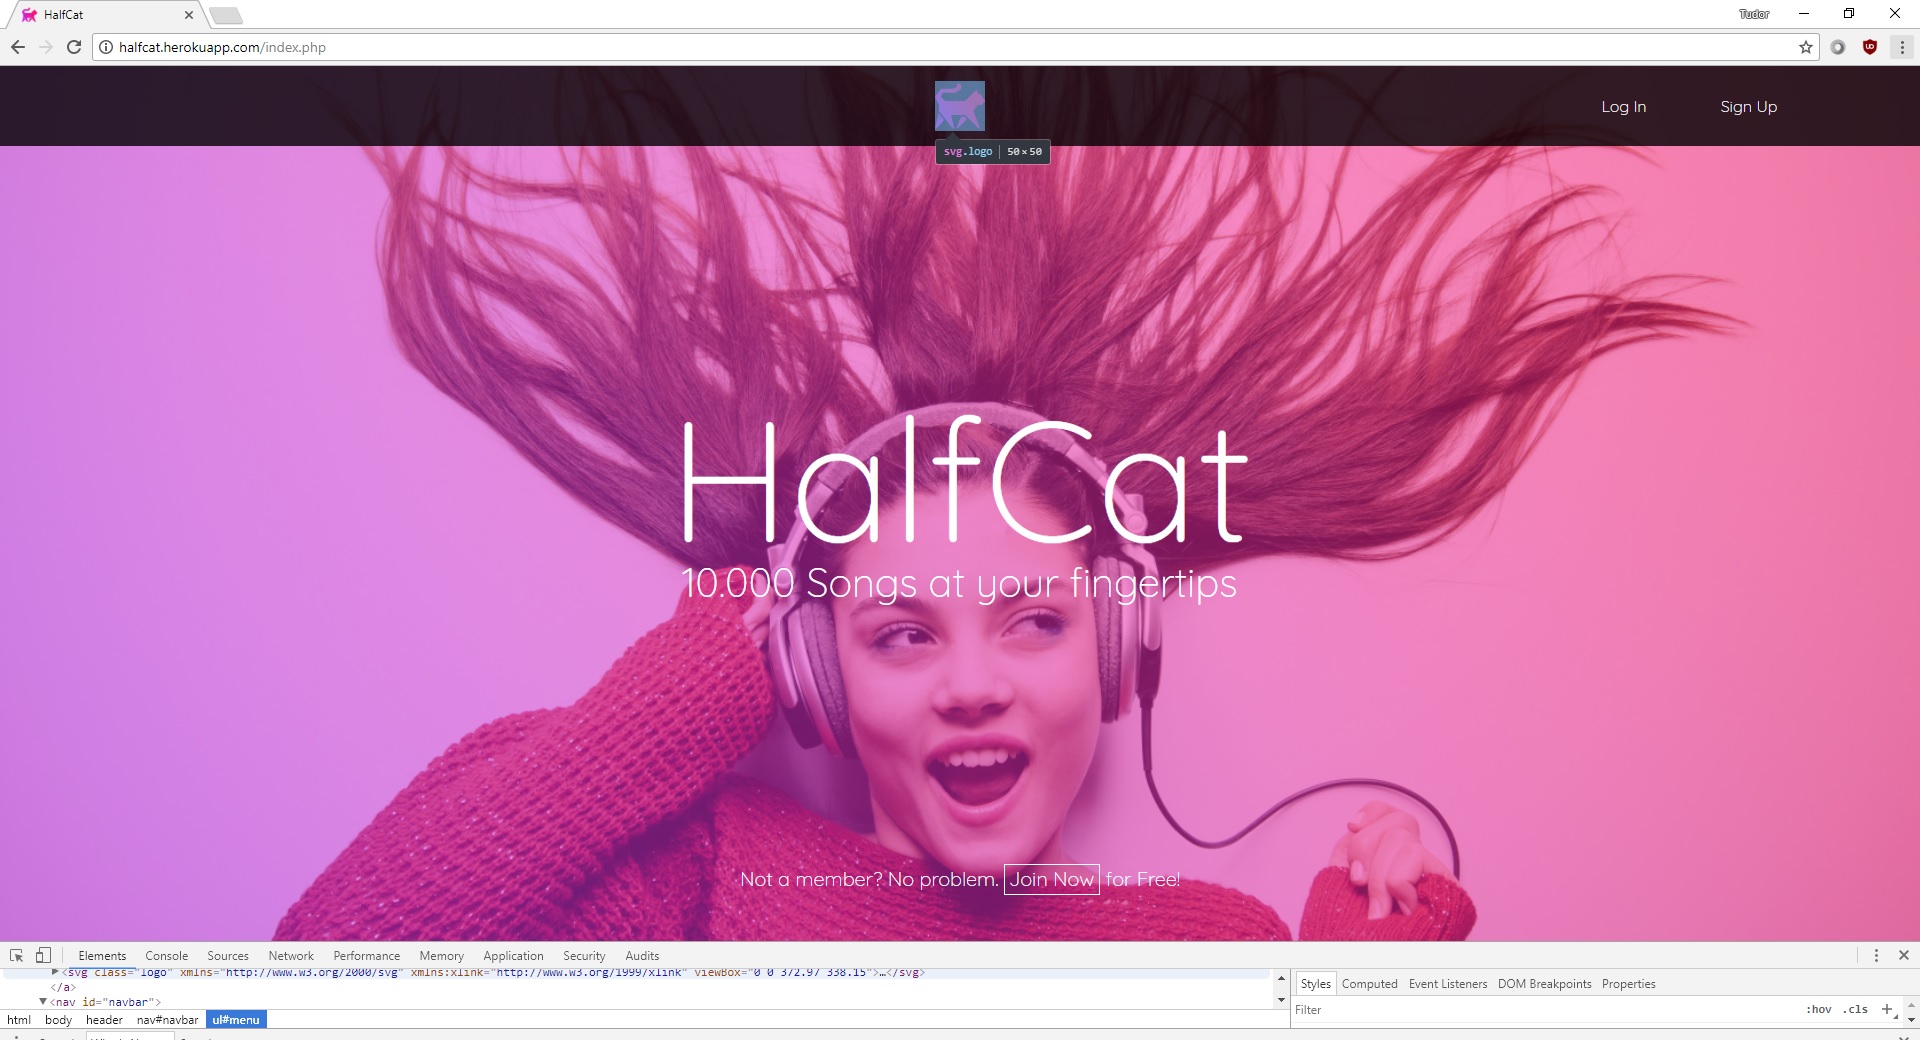 HalfCat
Tudor
halfcat.herokuapp.com/index.php
Log In
Sign Up
svg.logo 50×50
HalfCat
10.000 Songs at your fingertips
Not a member? No problem. Join Now for Free!
Elements Console Sources Network Performance Memory Application Security Audits
<svg class="logo" xmlns="http://www.w3.org/2000/svg" xmlns:xlink="http://www.w3.org/1999/xlink" viewBox="0 0 372.97 338.15">…</svg>
</a>
<nav id="navbar">
html body header nav#navbar ul#menu
Styles Computed Event Listeners DOM Breakpoints Properties
Filter :hov .cls +